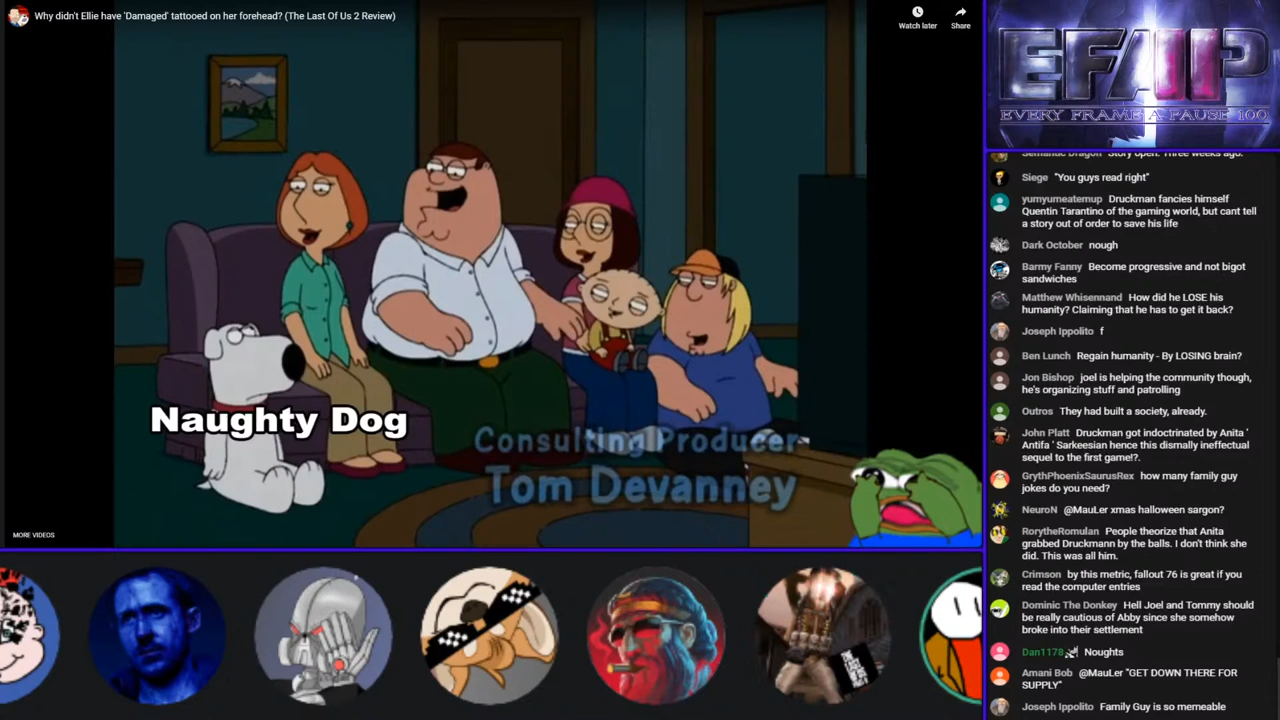 Why didn't Ellie have 'Damaged' tattooed on her forehead? (The Last Of Us 2 Review)
Watch later
Share
Naughty Dog
Consulting Producer
Tom Devanney
MORE VIDEOS
EFAP
EVERY FRAME A PAUSE 100
Semantic Dragon Story open: Three weeks ago.
Siege "You guys read right"
yumyumeatemup Druckman fancies himself
Quentin Tarantino of the gaming world, but cant tell
a story out of order to save his life
Dark October nough
Barmy Fanny Become progressive and not bigot
sandwiches
Matthew Whisennand How did he LOSE his
humanity? Claiming that he has to get it back?
Joseph Ippolito f
Ben Lunch Regain humanity - By LOSING brain?
Jon Bishop joel is helping the community though,
he's organizing stuff and patrolling
Outros They had built a society, already.
John Platt Druckman got indoctrinated by Anita '
Antifa ' Sarkeesian hence this dismally ineffectual
sequel to the first game!?.
GrythPhoenixSaurusRex how many family guy
jokes do you need?
NeuroN @MauLer xmas halloween sargon?
RorytheRomulan People theorize that Anita
grabbed Druckmann by the balls. I don't think she
did. This was all him.
Crimson by this metric, fallout 76 is great if you
read the computer entries
Dominic The Donkey Hell Joel and Tommy should
be really cautious of Abby since she somehow
broke into their settlement
Dan1178 Noughts
Amani Bob @MauLer "GET DOWN THERE FOR
SUPPLY"
Joseph Ippolito Family Guy is so memeable